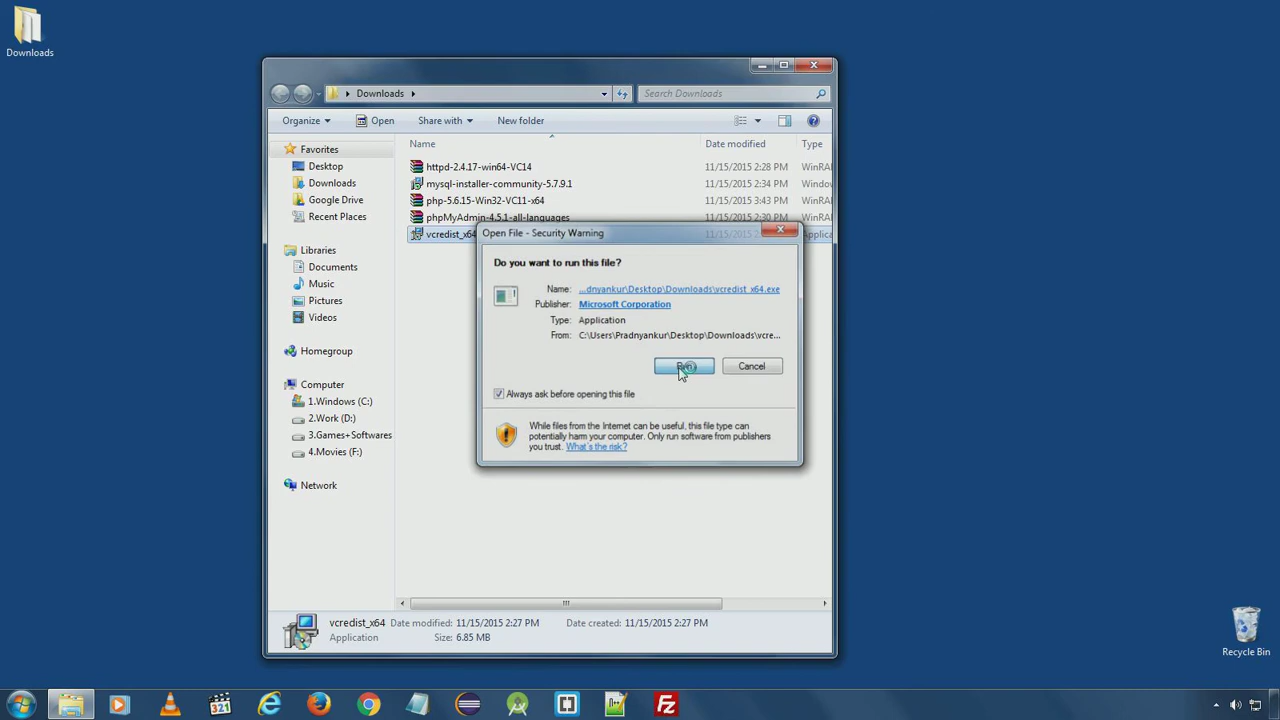 Downloads
Downloads
Search Downloads
Organize
Open
Share with
New folder
Name
Date modified
Type
Favorites
Desktop
Downloads
Google Drive
Recent Places
Libraries
Documents
Music
Pictures
Videos
Homegroup
Computer
1.Windows (C:)
2.Work (D:)
3.Games+Softwares
4.Movies (F:)
Network
httpd-2.4.17-win64-VC14 11/15/2015 2:28 PM WinRA
mysql-installer-community-5.7.9.1 11/15/2015 2:34 PM Window
php-5.6.15-Win32-VC11-x64 11/15/2015 3:43 PM WinRA
phpMyAdmin-4.5.1-all-languages 11/15/2015 2:30 PM WinRA
vcredist_x64 11/15/2015 2:27 PM Applica
Open File - Security Warning
Do you want to run this file?
Name: ...dnyankur\Desktop\Downloads\vcredist_x64.exe
Publisher: Microsoft Corporation
Type: Application
From: C:\Users\Pradnyankur\Desktop\Downloads\vcre...
Run
Cancel
Always ask before opening this file
While files from the Internet can be useful, this file type can
potentially harm your computer. Only run software from publishers
you trust. What's the risk?
vcredist_x64 Date modified: 11/15/2015 2:27 PM Date created: 11/15/2015 2:27 PM
Application Size: 6.85 MB
Recycle Bin
321
N++
Fz